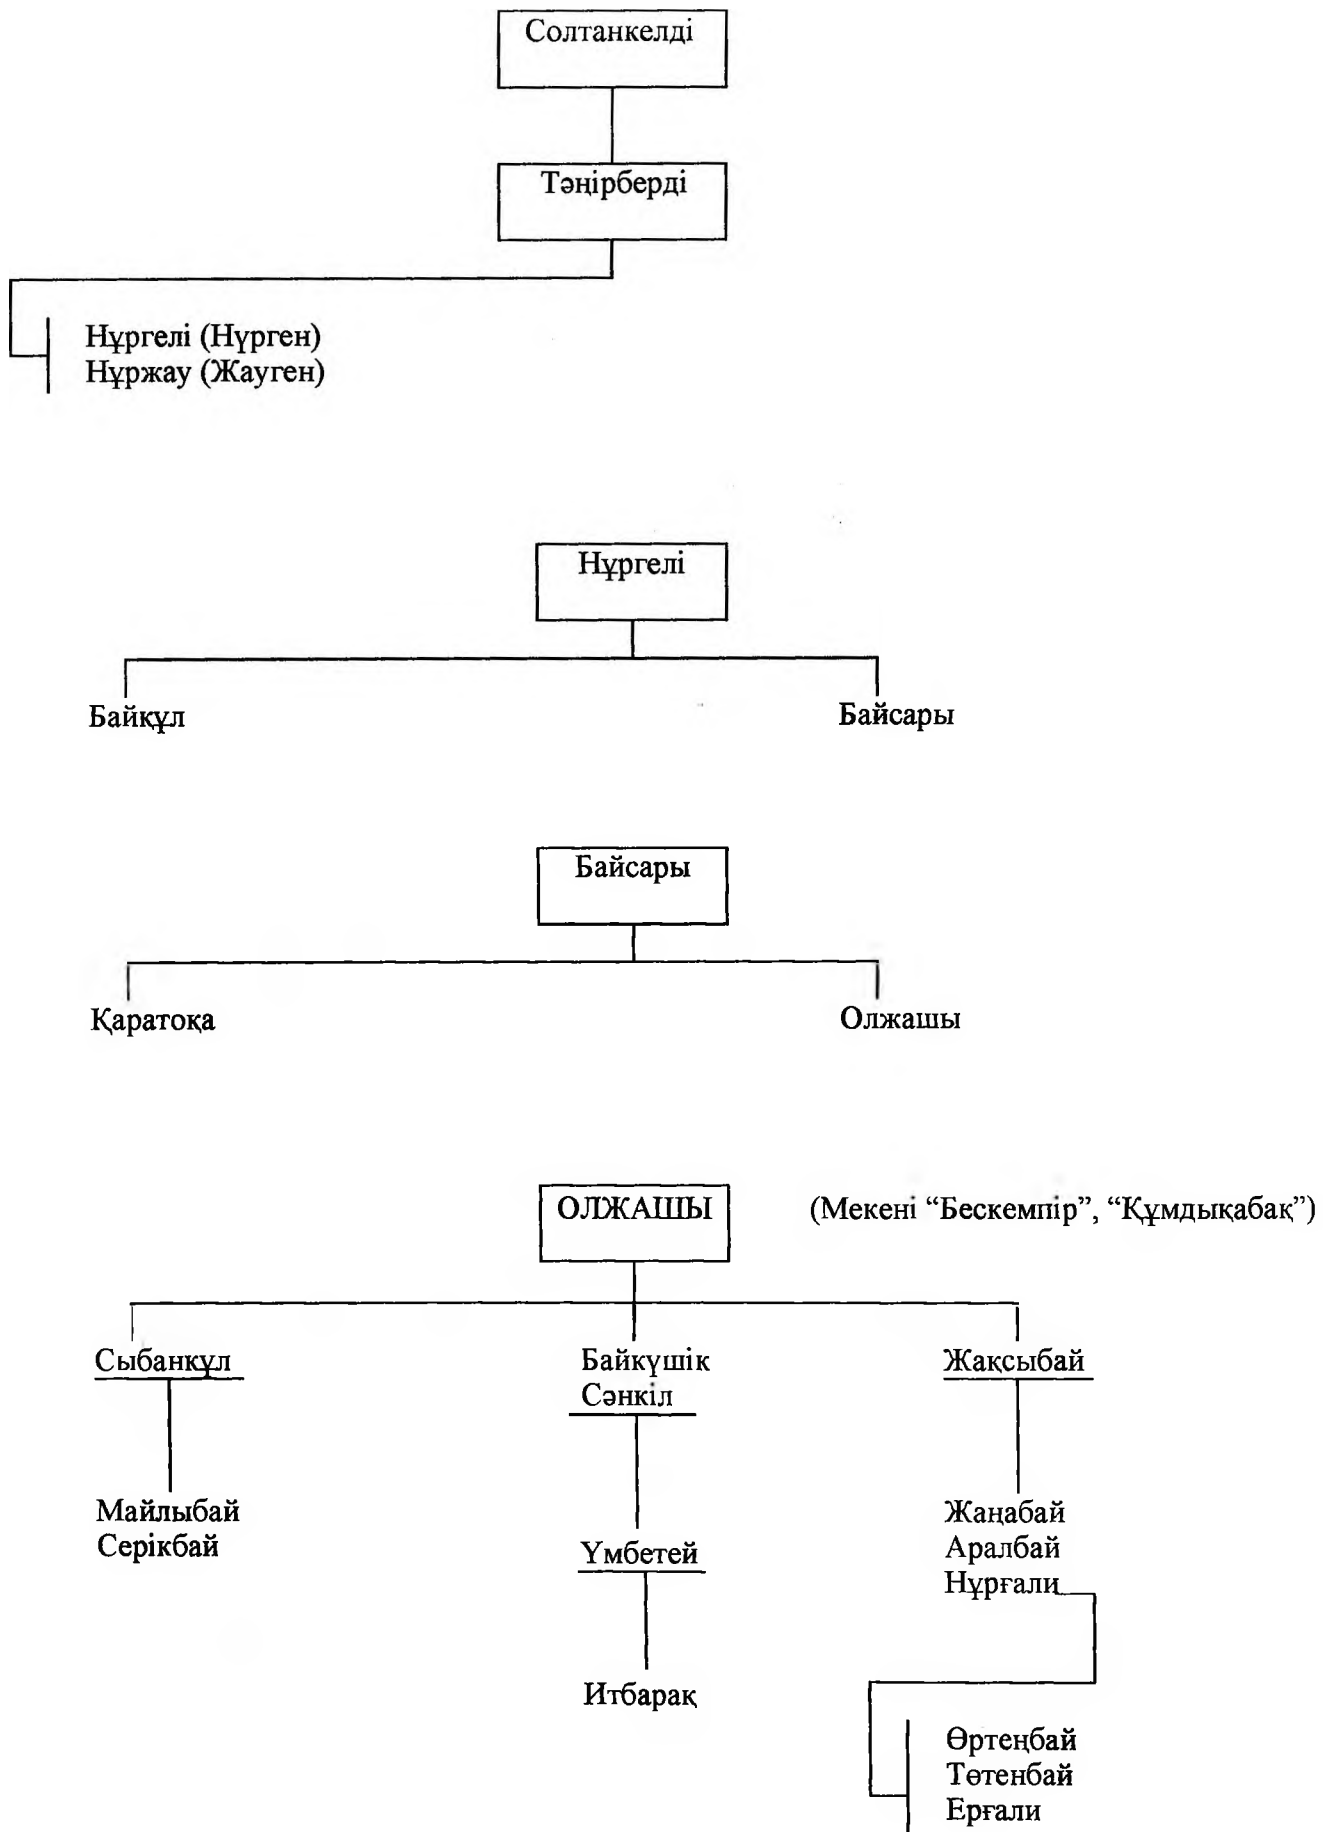 Солтанкелді
Тәңірберді
Нұргелі (Нүрген)
Нұржау (Жауген)
Нұргелі
Байқұл
Байсары
Байсары
Қаратоқа
Олжашы
ОЛЖАШЫ
(Мекені “Бескемпір”, “Құмдықабақ”)
Сыбанқұл
Байкүшік
Сәнкіл
Жақсыбай
Майлыбай
Серікбай
Үмбетей
Итбарақ
Жаңабай
Аралбай
Нұрғали
Өртеңбай
Төтенбай
Ерғали